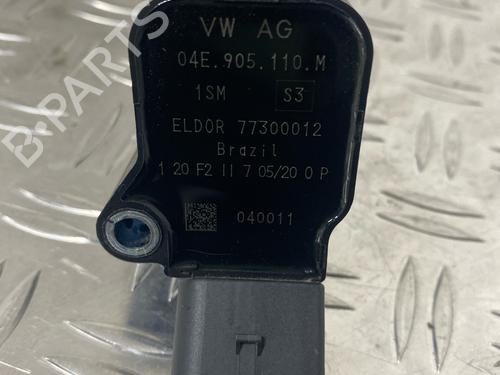 VW AG
04E.905.110.M
1SM S3
ELDOR 77300012
Brazil
1 20 F2 II 7 05/20 0 P
040011
B-PARTS